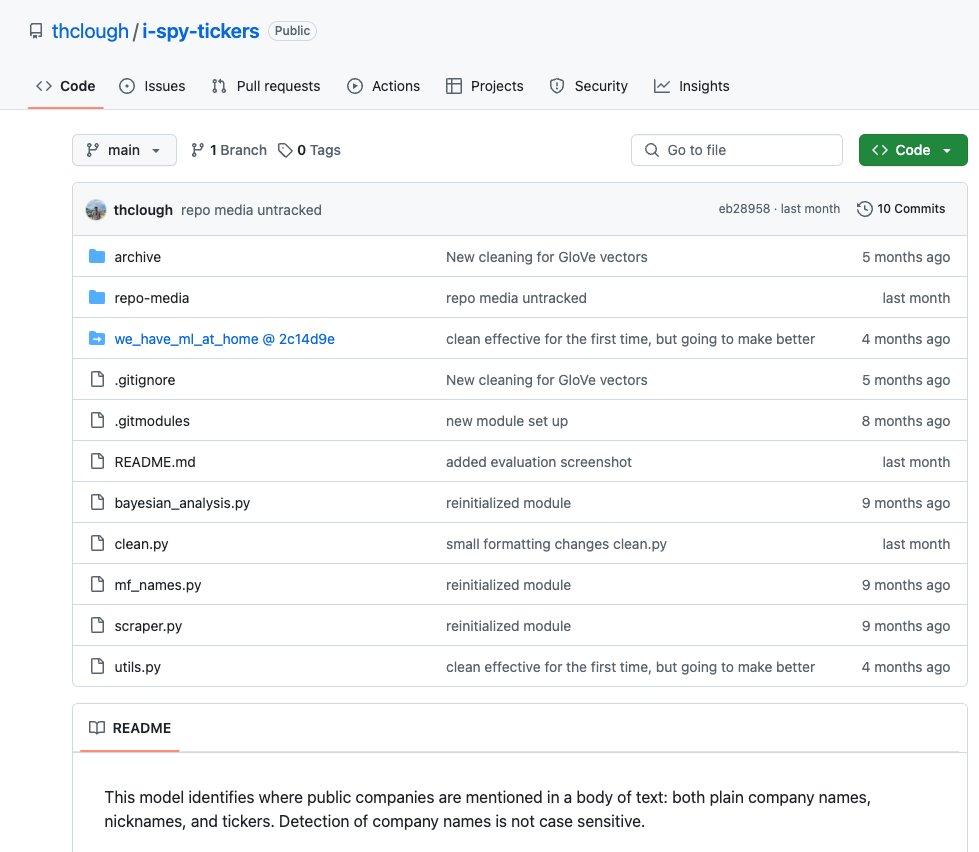 thclough / i-spy-tickers Public
Code Issues Pull requests Actions Projects Security Insights
main 1 Branch 0 Tags Go to file Code
thclough repo media untracked eb28958 · last month 10 Commits
archive New cleaning for GloVe vectors 5 months ago
repo-media repo media untracked last month
we_have_ml_at_home @ 2c14d9e clean effective for the first time, but going to make better 4 months ago
.gitignore New cleaning for GloVe vectors 5 months ago
.gitmodules new module set up 8 months ago
README.md added evaluation screenshot last month
bayesian_analysis.py reinitialized module 9 months ago
clean.py small formatting changes clean.py last month
mf_names.py reinitialized module 9 months ago
scraper.py reinitialized module 9 months ago
utils.py clean effective for the first time, but going to make better 4 months ago
README
This model identifies where public companies are mentioned in a body of text: both plain company names,
nicknames, and tickers. Detection of company names is not case sensitive.